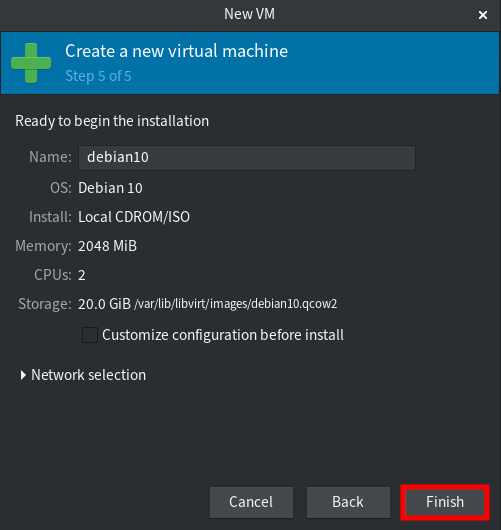 New VM
Create a new virtual machine
Step 5 of 5
Ready to begin the installation
Name: debian10
OS: Debian 10
Install: Local CDROM/ISO
Memory: 2048 MiB
CPUs: 2
Storage: 20.0 GiB /var/lib/libvirt/images/debian10.qcow2
Customize configuration before install
Network selection
Cancel Back Finish